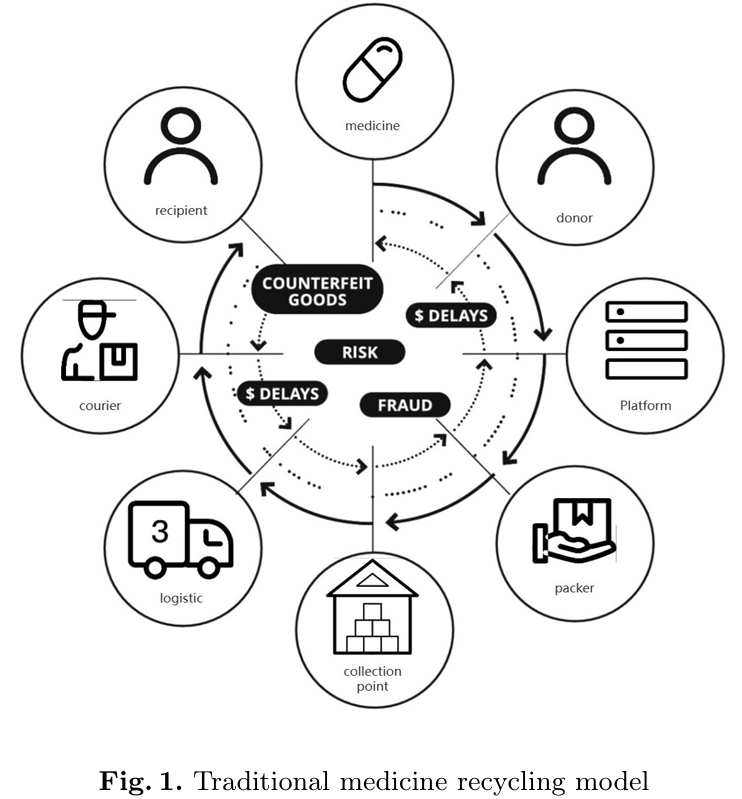 medicine
recipient
donor
COUNTERFEIT
GOODS
$ DELAYS
RISK
$ DELAYS
FRAUD
courier
Platform
3
logistic
packer
collection
point
Fig. 1. Traditional medicine recycling model